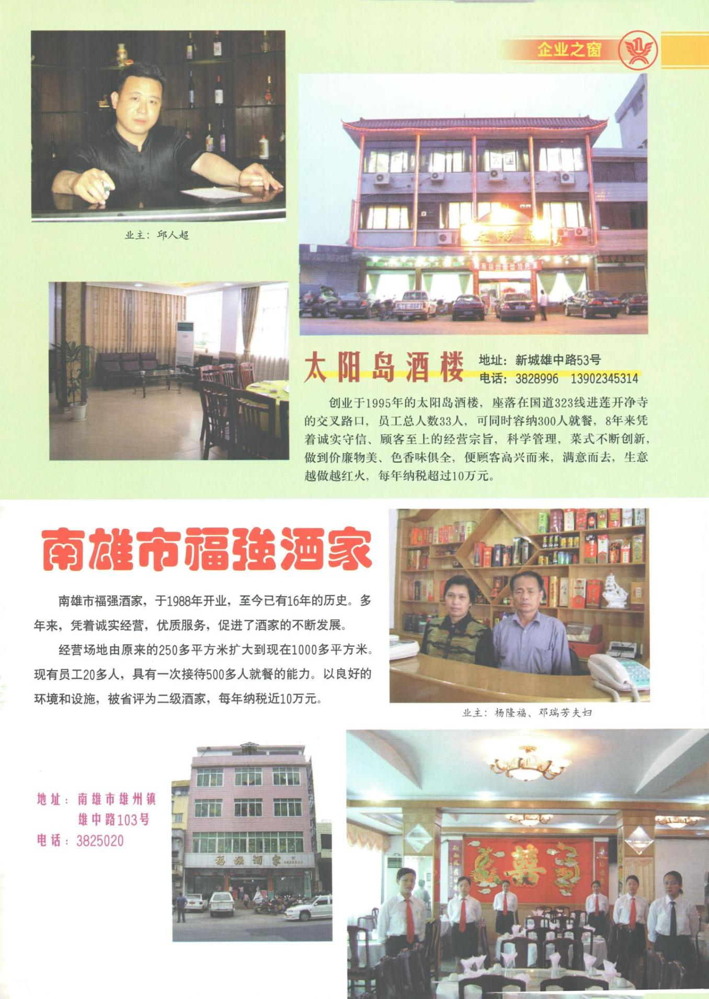 企业之窗
业主：邱人超
太阳岛酒楼
地址：新城雄中路53号
电话：3828996 13902345314
创业于1995年的太阳岛酒楼，座落在国道323线进莲开净寺
的交叉路口，员工总人数33人，可同时容纳300人就餐，8年来凭
着诚实守信、顾客至上的经营宗旨，科学管理，菜式不断创新，
做到价廉物美、色香味俱全，便顾客高兴而来，满意而去，生意
越做越红火，每年纳税超过10万元。
南雄市福强酒家
南雄市福强酒家，于1988年开业，至今已有16年的历史。多
年来，凭着诚实经营，优质服务，促进了酒家的不断发展。
经营场地由原来的250多平方米扩大到现在1000多平方米。
现有员工20多人，具有一次接待500多人就餐的能力。以良好的
环境和设施，被省评为二级酒家，每年纳税近10万元。
业主：杨隆福、邓瑞芳夫妇
地址：南雄市雄州镇
雄中路103号
电话：3825020
福强酒家
囍